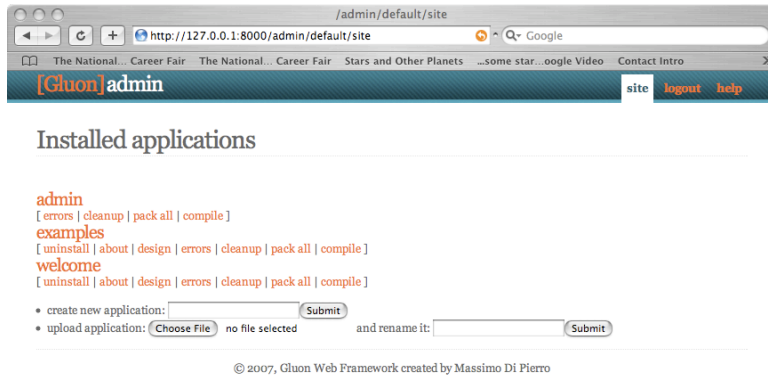 /admin/default/site
http://127.0.0.1:8000/admin/default/site Google
The National... Career Fair The National... Career Fair Stars and Other Planets ...some star...oogle Video Contact Intro
[Gluon]admin site logout help
Installed applications
admin
[ errors | cleanup | pack all | compile ]
examples
[ uninstall | about | design | errors | cleanup | pack all | compile ]
welcome
[ uninstall | about | design | errors | cleanup | pack all | compile ]
• create new application: Submit
• upload application: Choose File no file selected and rename it: Submit
© 2007, Gluon Web Framework created by Massimo Di Pierro